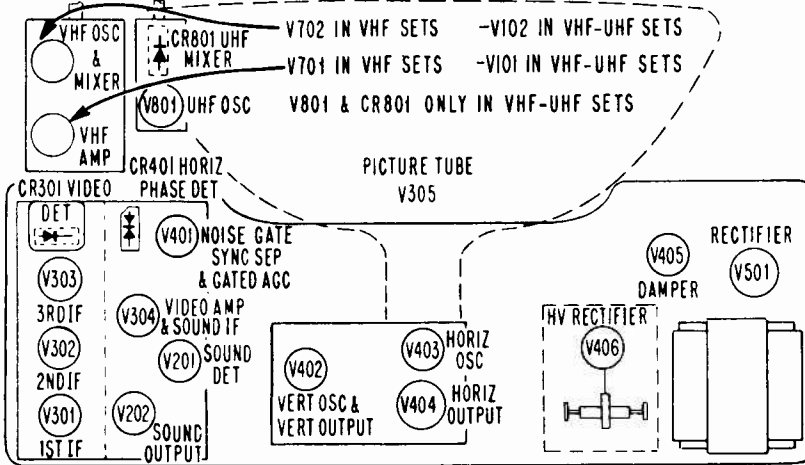 VHF OSC
&
MIXER
CR801 UHF
MIXER
V702 IN VHF SETS -V102 IN VHF-UHF SETS
V701 IN VHF SETS -V101 IN VHF-UHF SETS
V801 UHF OSC
V801 & CR801 ONLY IN VHF-UHF SETS
VHF
AMP
CR401 HORIZ
PHASE DET
PICTURE TUBE
V305
CR301 VIDEO
DET
V401 NOISE GATE
SYNC SEP
& GATED AGC
V303
3RD IF
V304 VIDEO AMP
& SOUND IF
V302
2ND IF
V201 SOUND
DET
V301
1ST IF
V202
SOUND
OUTPUT
V402
VERT OSC &
VERT OUTPUT
V403 HORIZ
OSC
V404 HORIZ
OUTPUT
V405
DAMPER
RECTIFIER
V501
HV RECTIFIER
V406